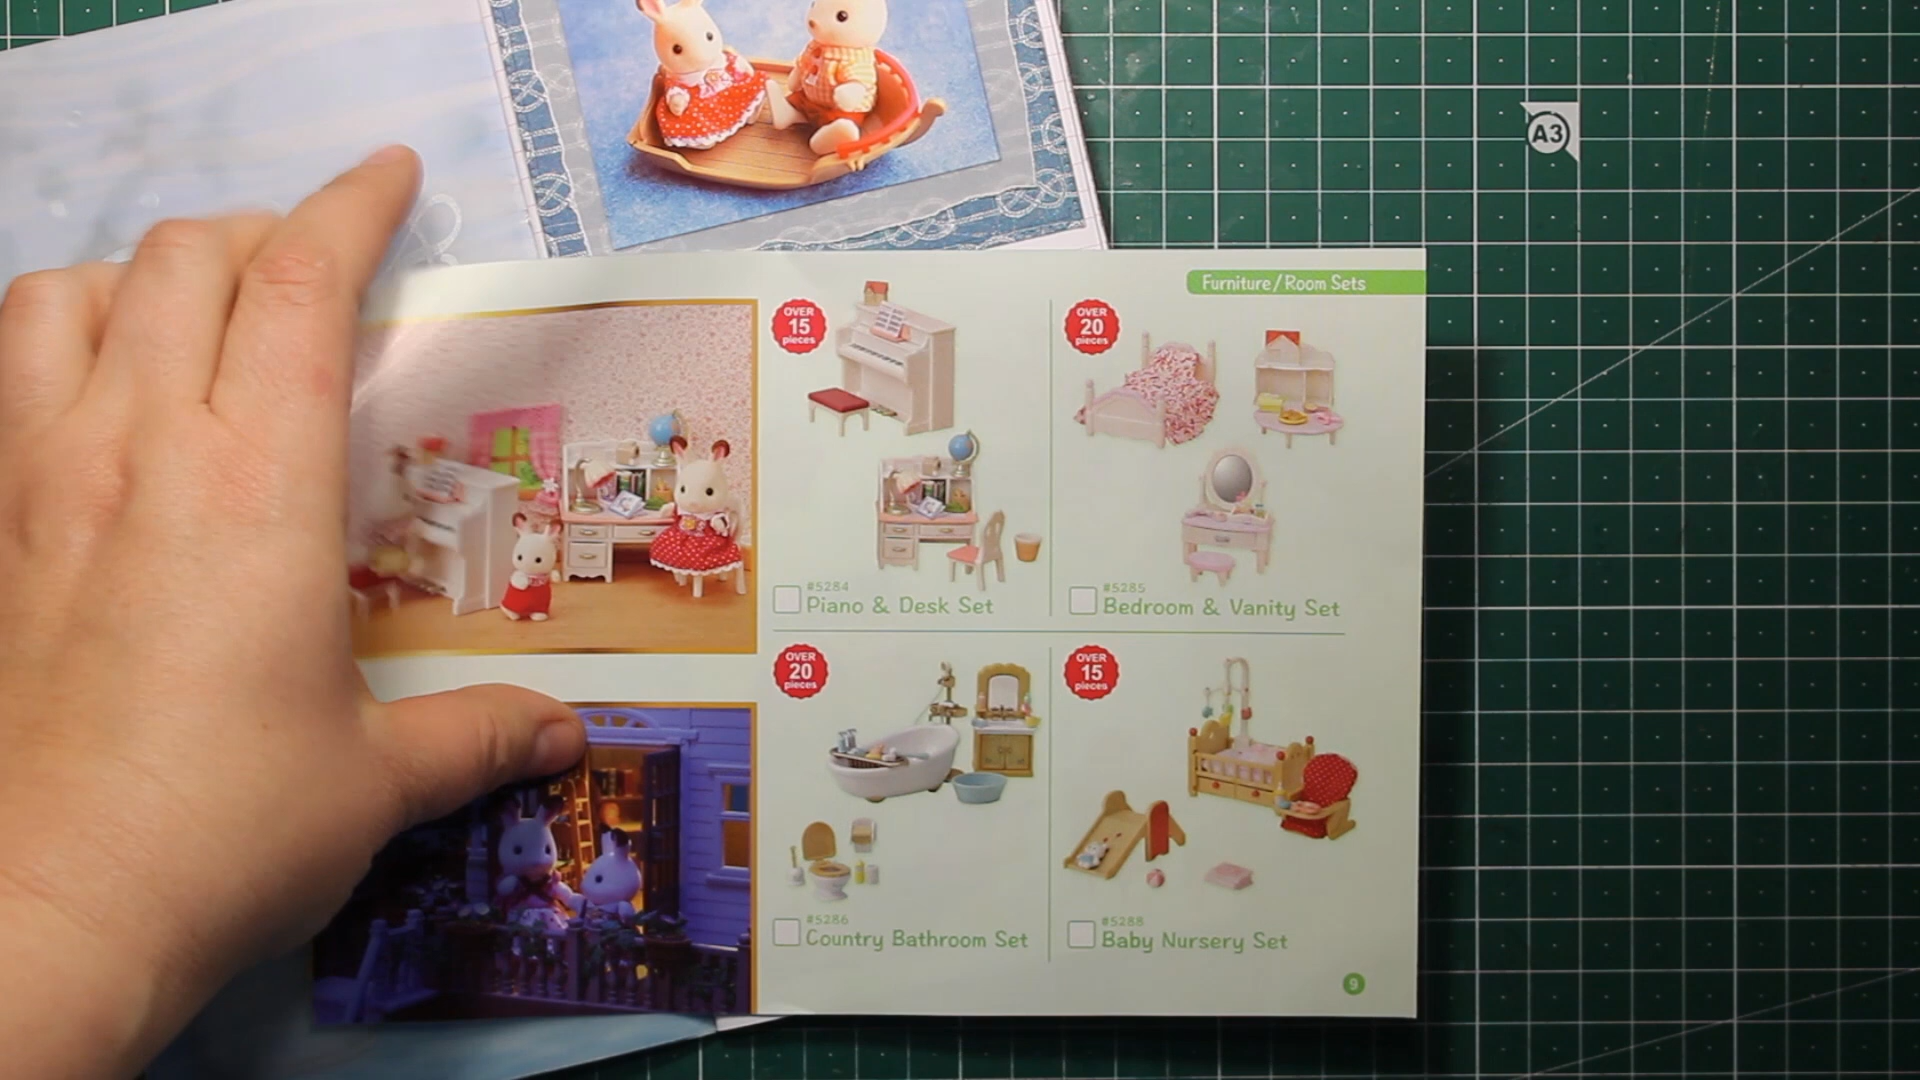 A3
Furniture/Room Sets
OVER
15
pieces
#5284
Piano & Desk Set
OVER
20
pieces
#5285
Bedroom & Vanity Set
OVER
20
pieces
#5286
Country Bathroom Set
OVER
15
pieces
#5288
Baby Nursery Set
9